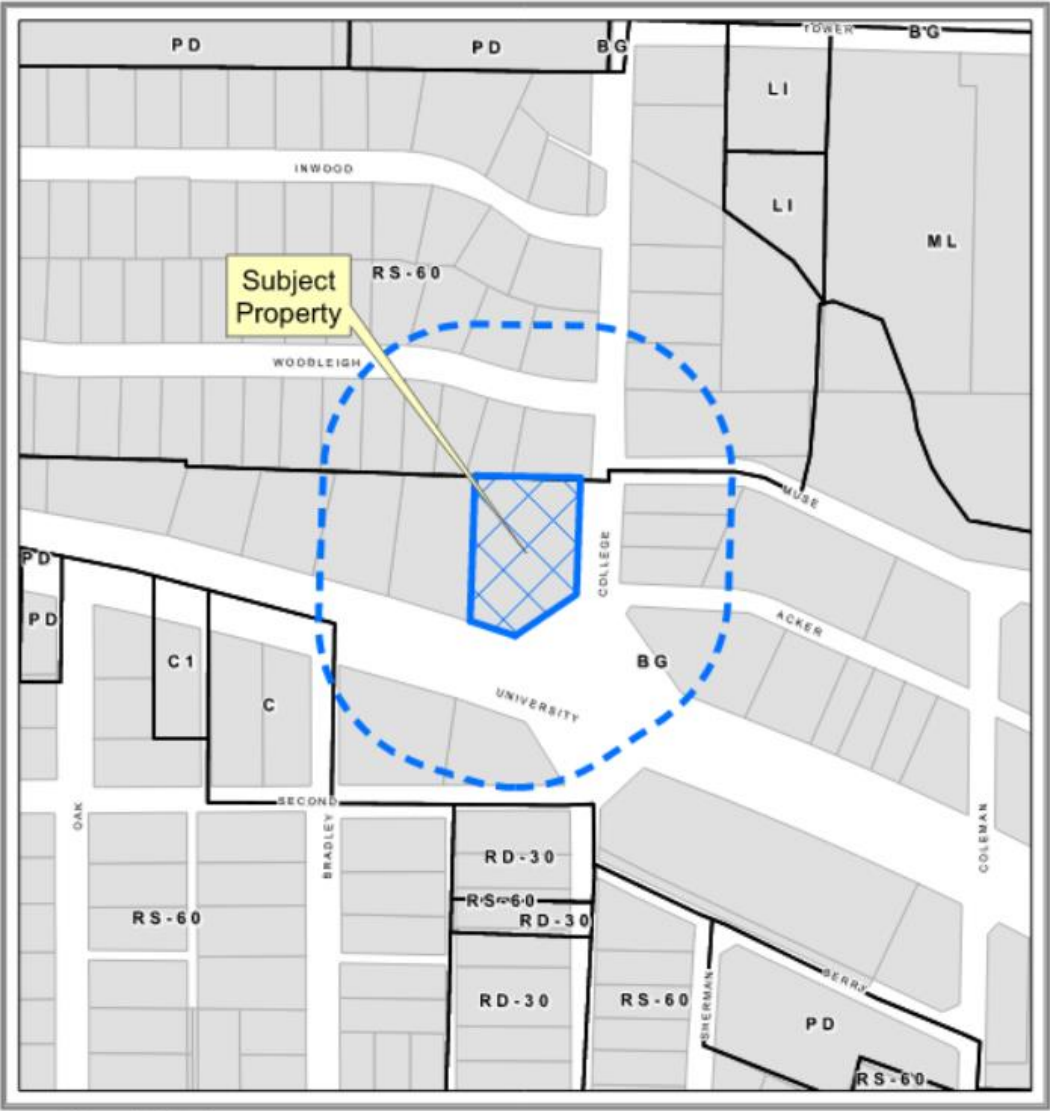 TOWER
BG
PD
PD
BG
LI
INWOOD
LI
ML
RS-60
Subject
Property
WOODLEIGH
MUSE
PD
COLLEGE
PD
ACKER
C1
BG
C
UNIVERSITY
SECOND
OAK
BRADLEY
COLEMAN
RD-30
RS-60
RD-30
RS-60
RD-30
RS-60
SHERMAN
BERRY
PD
RS-60